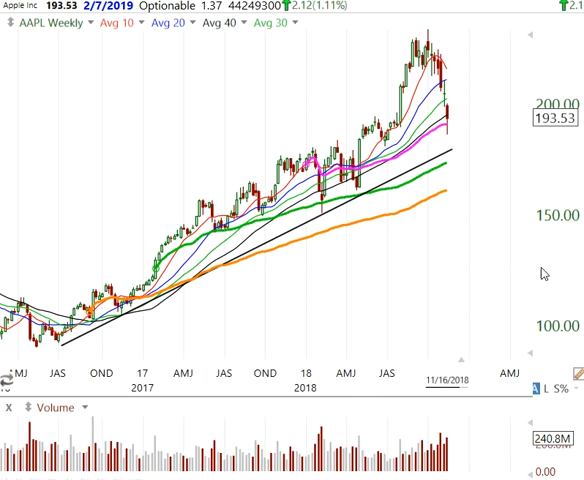 Apple Inc 193.53 2/7/2019 Optionable 1.37 44249300 2.12(1.11%) 2.1
AAPL Weekly Avg 10 Avg 20 Avg 40 Avg 30
200.00
193.53
150.00
100.00
MJ JAS OND 17 AMJ JAS OND 18 AMJ JAS AMJ
2017 2018 11/16/2018
A L S%
X Volume
240.8M
0.00